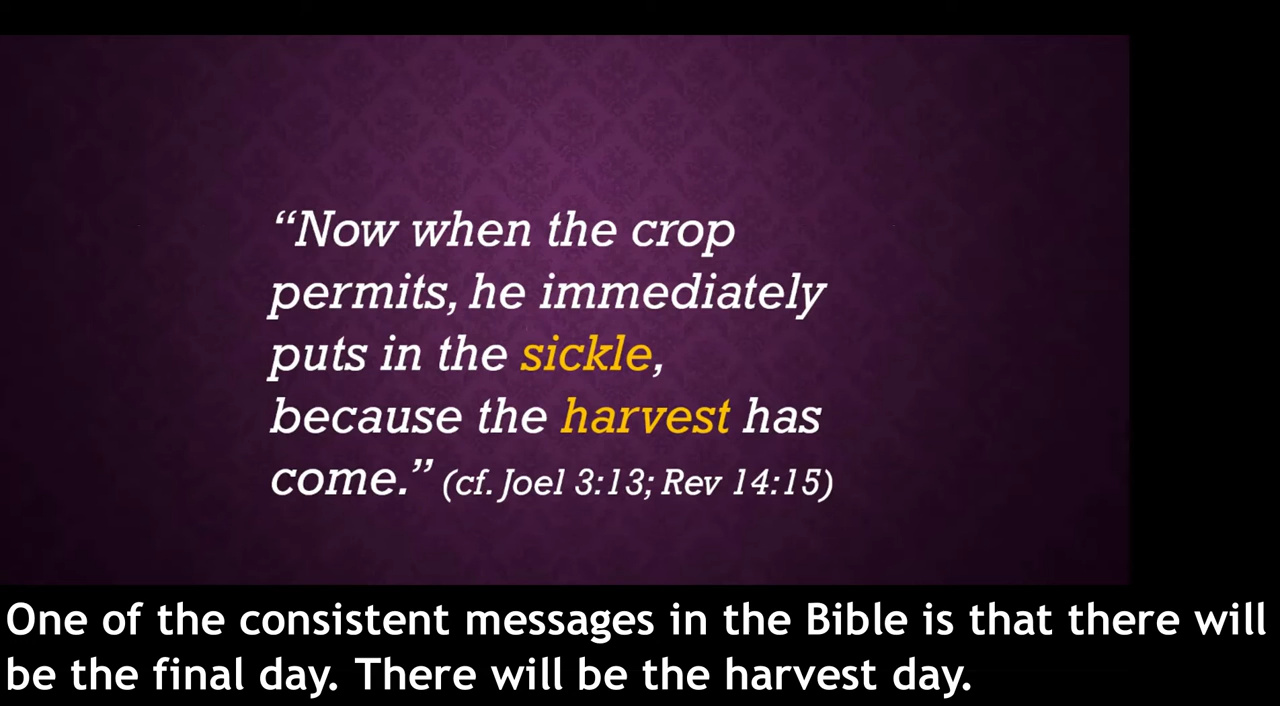 “Now when the crop
permits, he immediately
puts in the sickle,
because the harvest has
come.” (cf. Joel 3:13; Rev 14:15)
One of the consistent messages in the Bible is that there will
be the final day. There will be the harvest day.